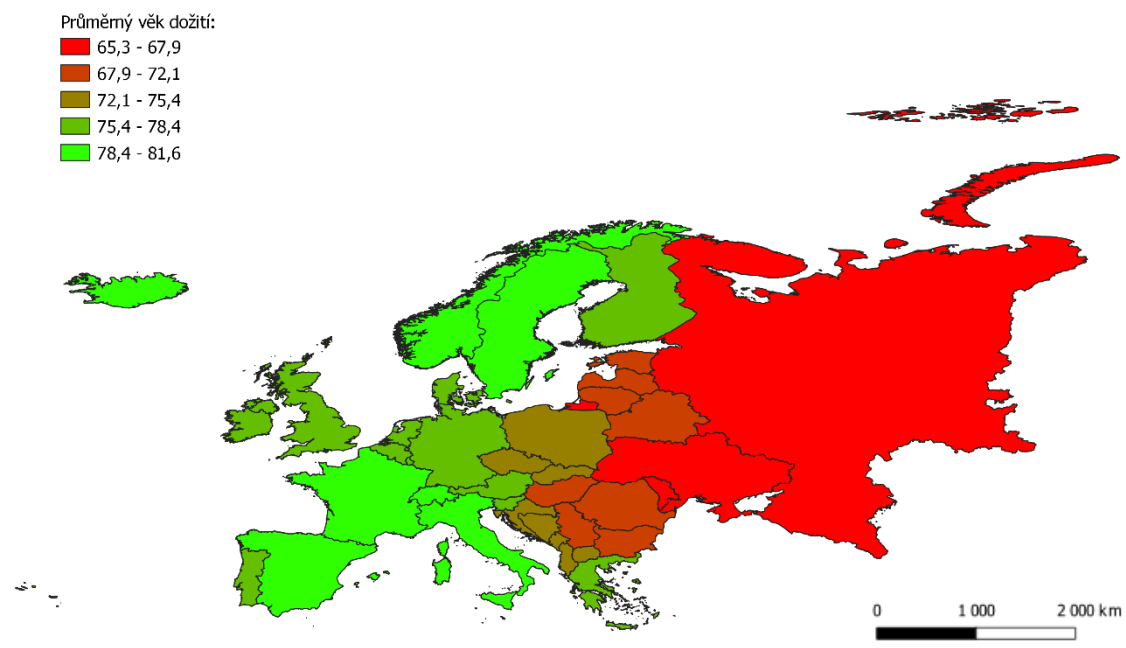 Průměrný věk dožití:
65,3 - 67,9
67,9 - 72,1
72,1 - 75,4
75,4 - 78,4
78,4 - 81,6
0 1 000 2 000 km